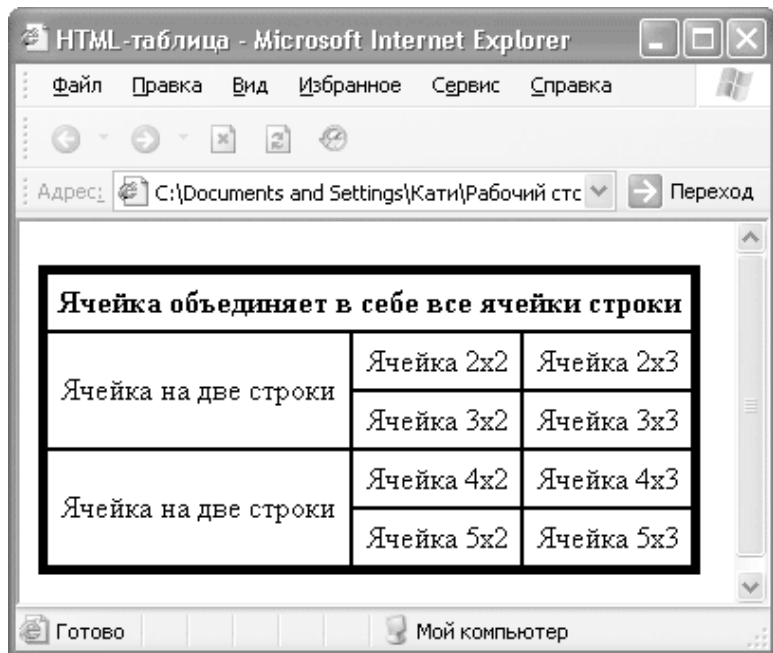 HTML-таблица - Microsoft Internet Explorer
Файл Правка Вид Избранное Сервис Справка
Адрес: C:\Documents and Settings\Кати\Рабочий стс Переход
Ячейка объединяет в себе все ячейки строки
Ячейка на две строки
Ячейка 2x2 Ячейка 2x3
Ячейка 3x2 Ячейка 3x3
Ячейка на две строки
Ячейка 4x2 Ячейка 4x3
Ячейка 5x2 Ячейка 5x3
Готово Мой компьютер